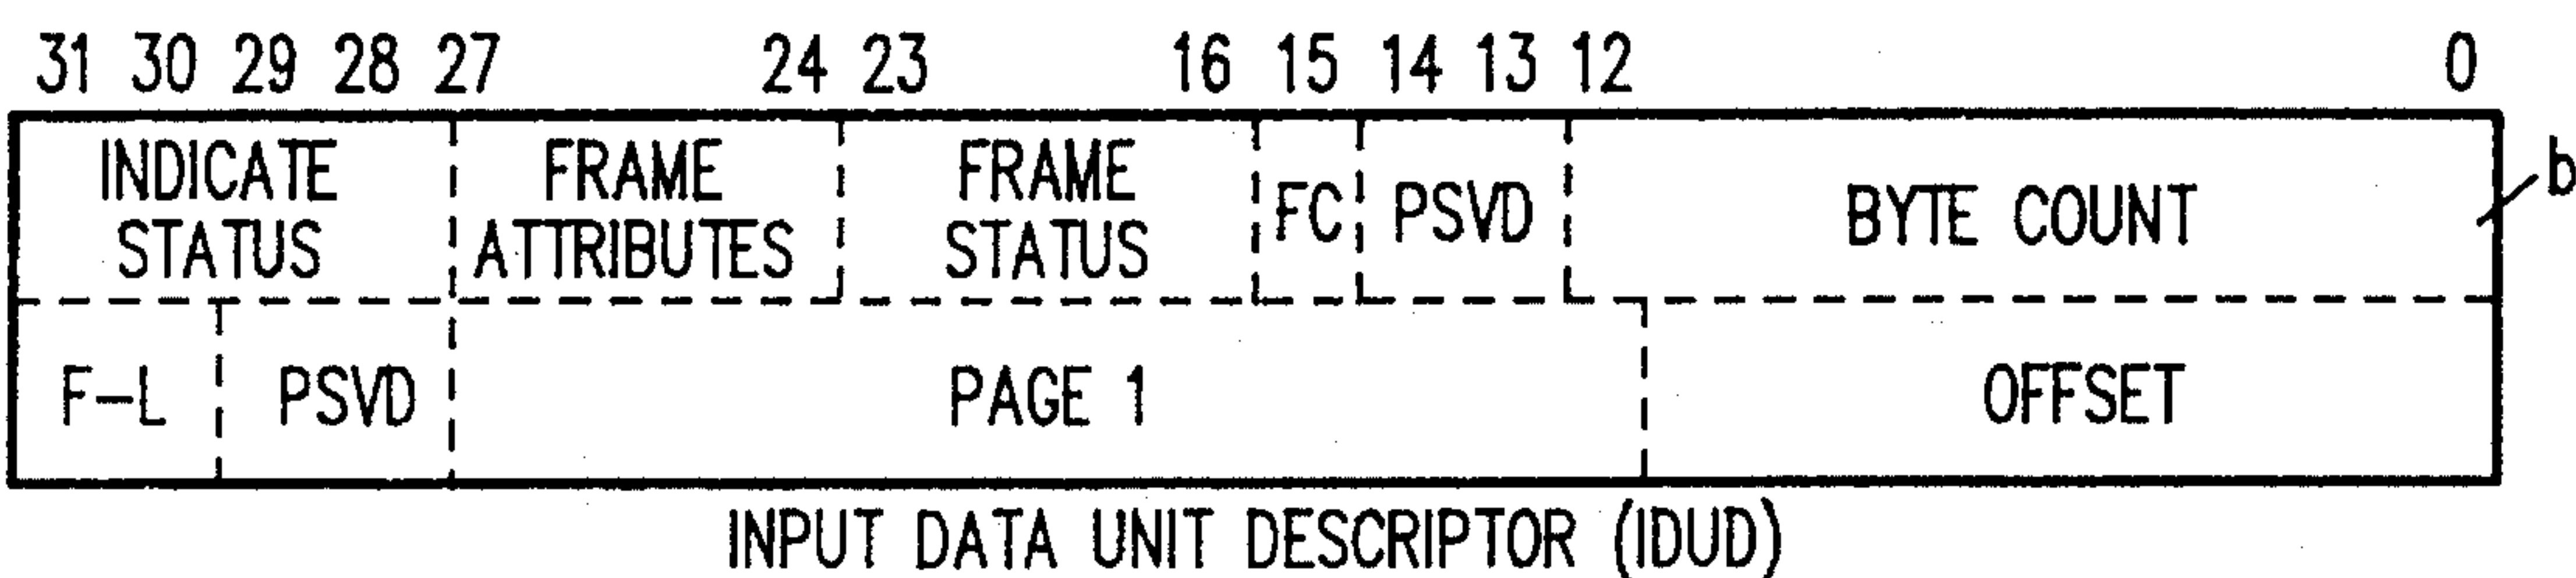 31 30 29 28 27 24 23 16 15 14 13 12 0
INDICATE STATUS FRAME ATTRIBUTES FRAME STATUS FC PSVD BYTE COUNT b
F-L PSVD PAGE 1 OFFSET
INPUT DATA UNIT DESCRIPTOR (IDUD)